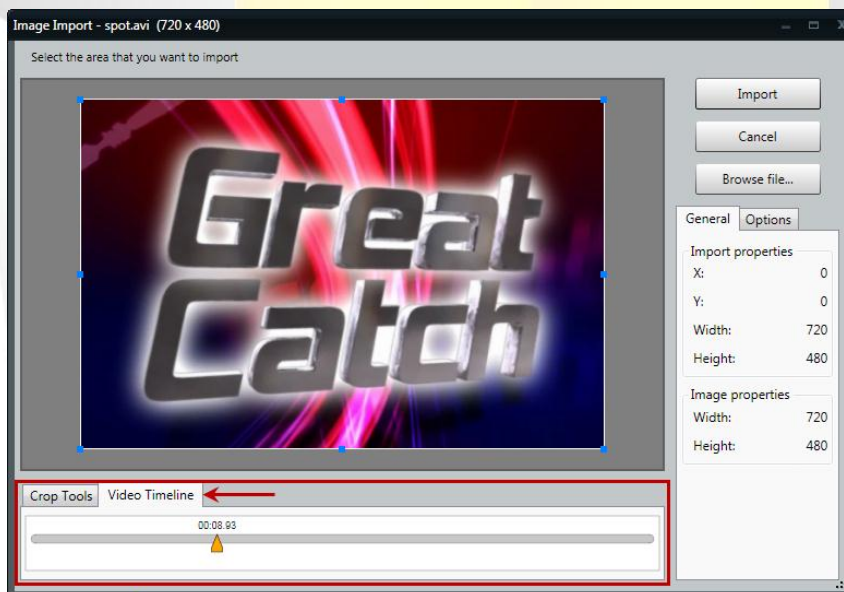 Image Import - spot.avi (720 x 480)
Select the area that you want to import
Great
Catch
Import
Cancel
Browse file...
General Options
Import properties
X: 0
Y: 0
Width: 720
Height: 480
Image properties
Width: 720
Height: 480
Crop Tools Video Timeline
00:08.93